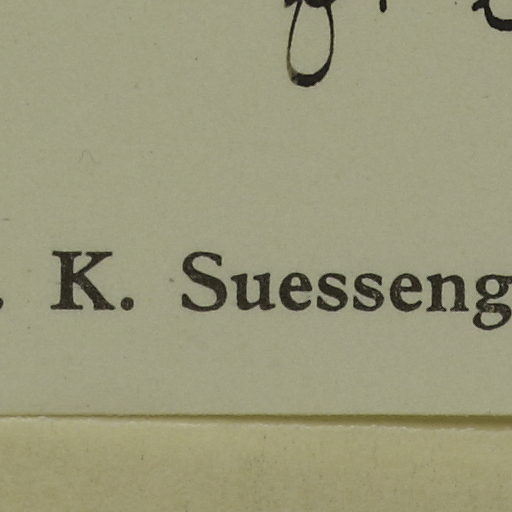 . K. Suesseng